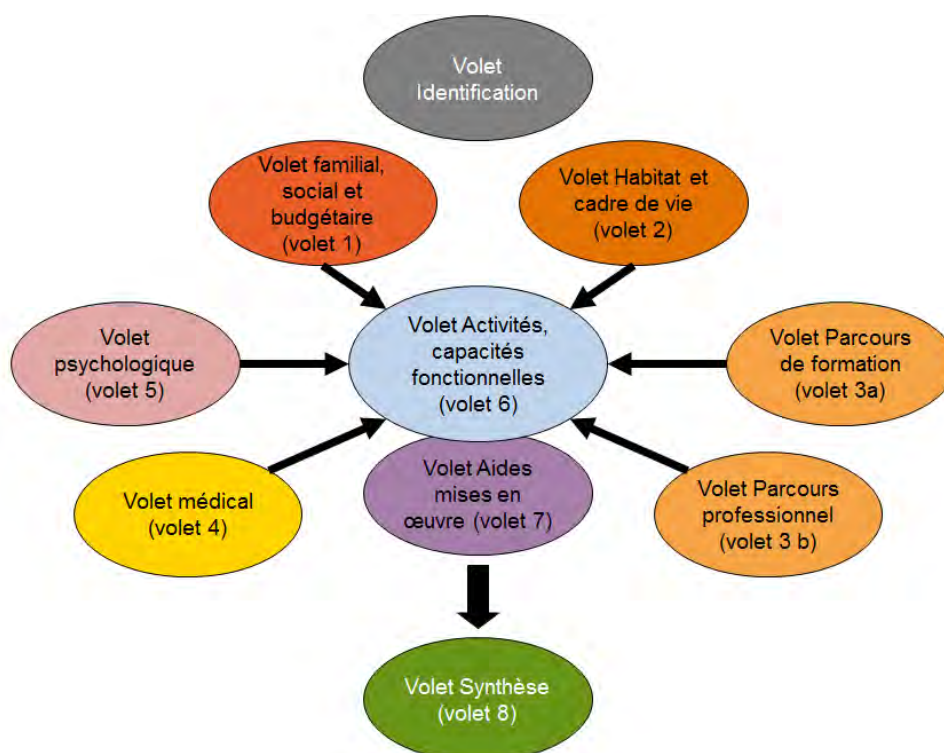 Volet
Identification
Volet familial,
social et
budgétaire
(volet 1)
Volet Habitat et
cadre de vie
(volet 2)
Volet
psychologique
(volet 5)
Volet Activités,
capacités
fonctionnelles
(volet 6)
Volet Parcours
de formation
(volet 3a)
Volet médical
(volet 4)
Volet Aides
mises en
œuvre (volet 7)
Volet Parcours
professionnel
(volet 3 b)
Volet Synthèse
(volet 8)